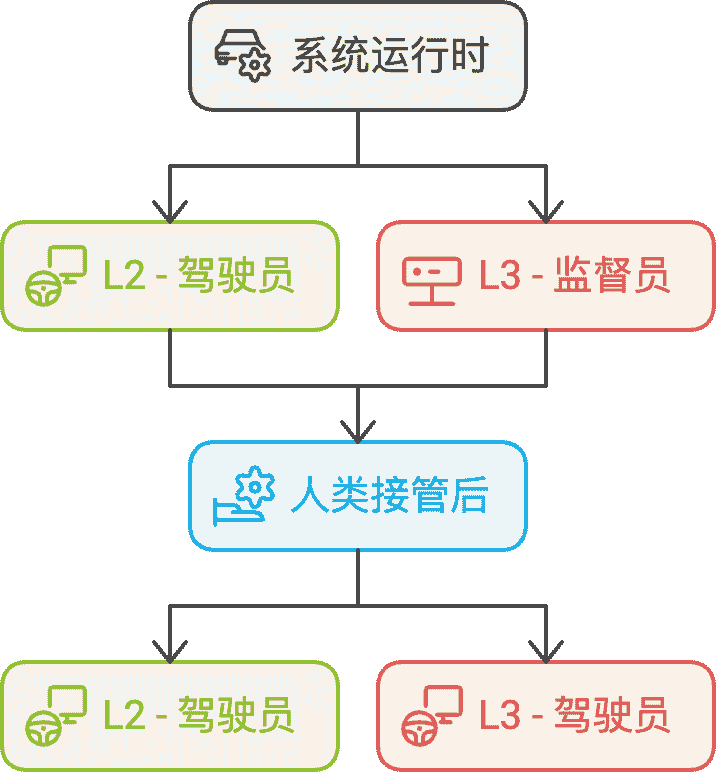 系统运行时
L2 - 驾驶员
L3 - 监督员
人类接管后
L2 - 驾驶员
L3 - 驾驶员